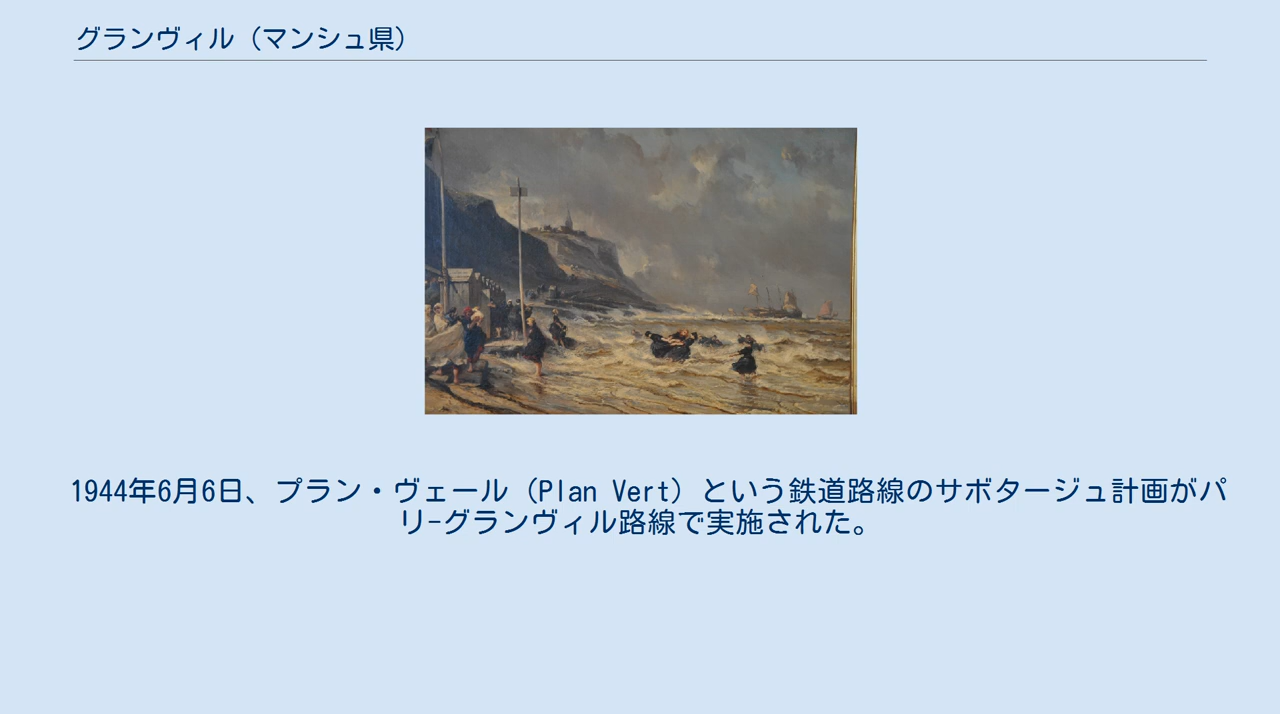 グランヴィル（マンシュ県）
1944年6月6日、プラン・ヴェール（Plan Vert）という鉄道路線のサボタージュ計画がパ
リ-グランヴィル路線で実施された。